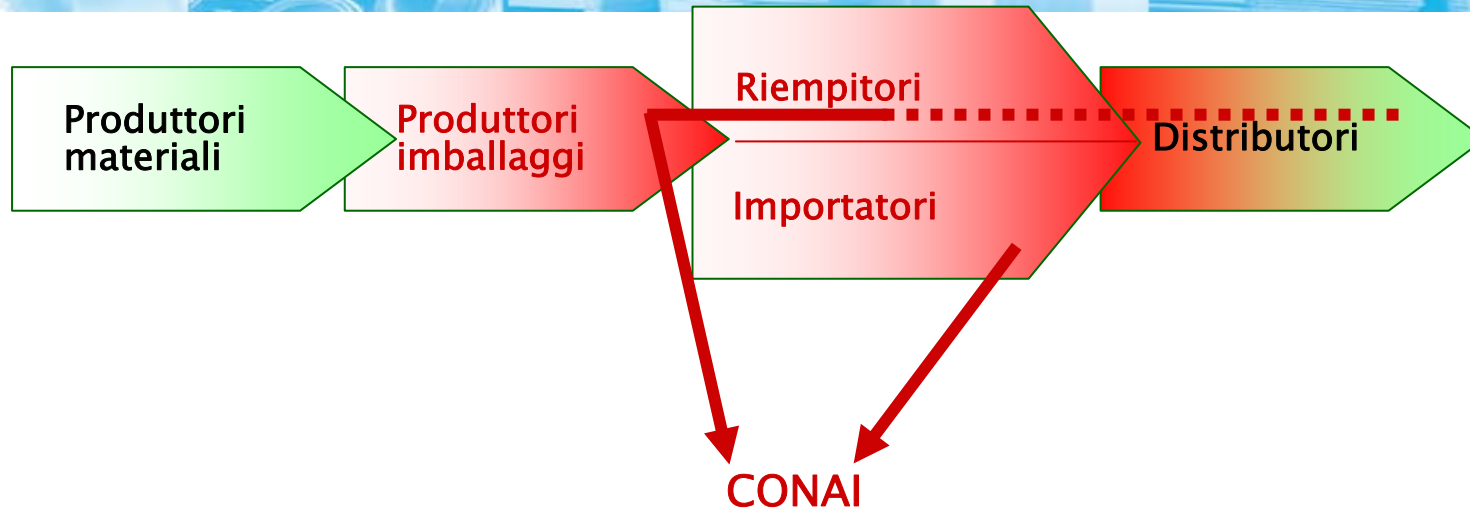 Produttori
materiali
Produttori
imballaggi
Riempitori
Importatori
Distributori
CONAI